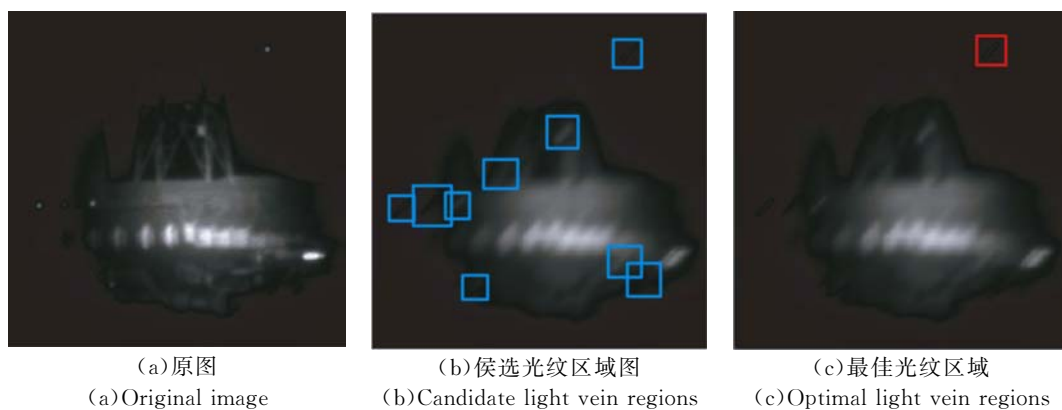 (a)原图
(a)Original image
(b)侯选光纹区域图
(b)Candidate light vein regions
(c)最佳光纹区域
(c)Optimal light vein regions